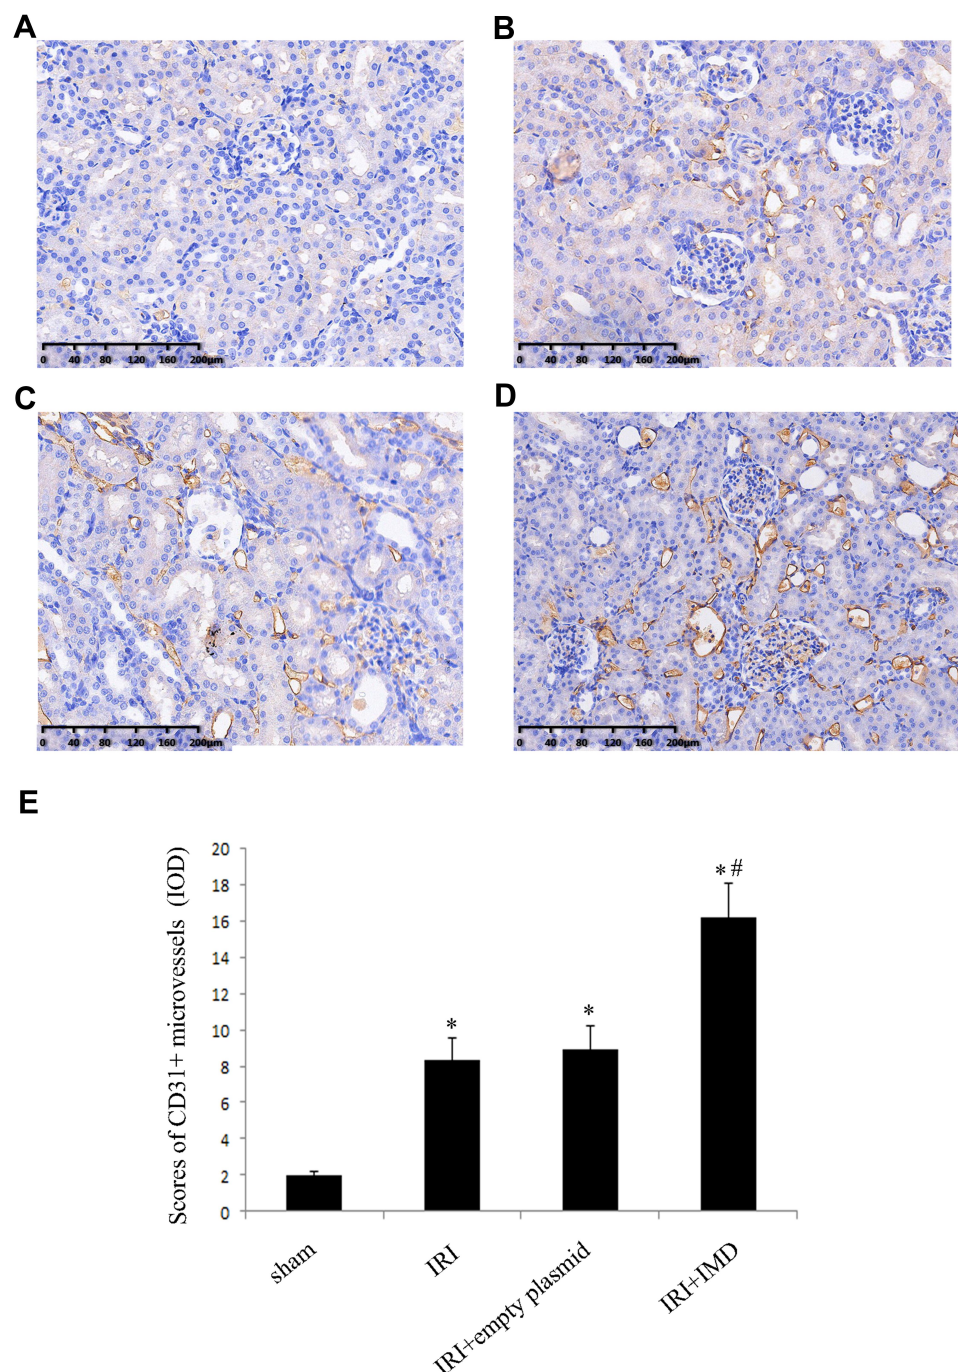 A
B
0 40 80 120 160 200μm
0 40 80 120 160 200μm
C
D
0 40 80 120 160 200μm
0 40 80 120 160 200μm
E
Scores of CD31+ microvessels (IOD)
20
18
16
14
12
10
8
6
4
2
0
*
*
*#
sham
IRI
IRI+empty plasmid
IRI+IMD